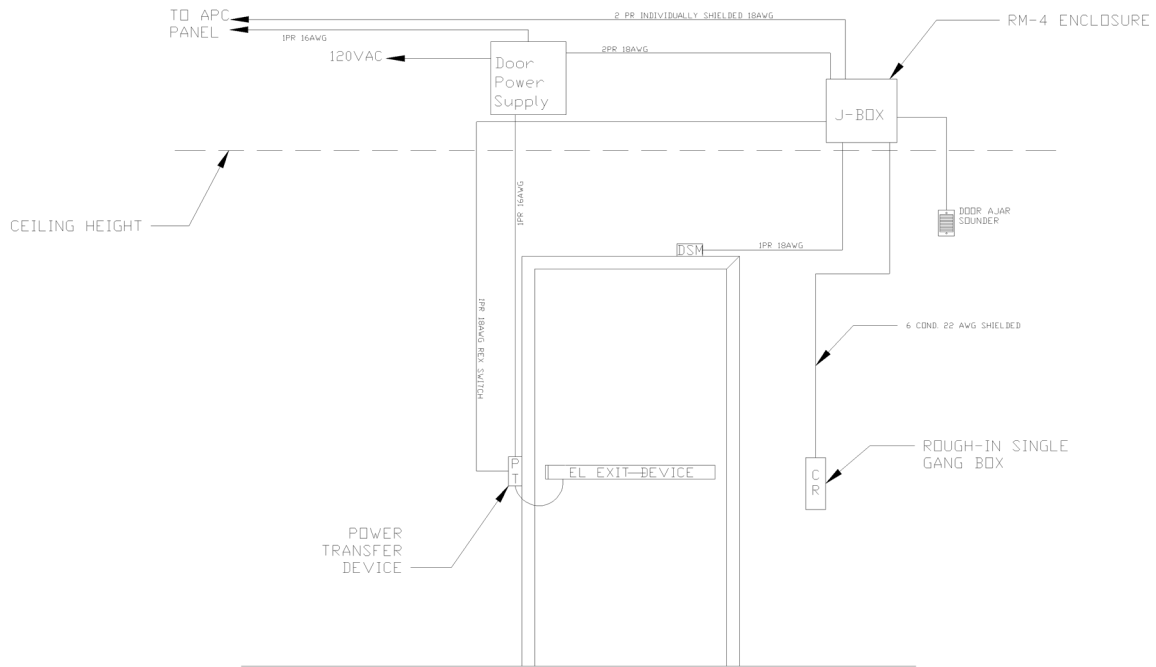 TO APC
PANEL
2 PR INDIVIDUALLY SHIELDED 18AWG
RM-4 ENCLOSURE
1PR 16AWG
120VAC
2PR 18AWG
Door
Power
Supply
J-BOX
CEILING HEIGHT
1PR 16AWG
DOOR AJAR
SOUNDER
DSM
1PR 18AWG
1PR 18AWG REX SWITCH
6 COND. 22 AWG SHIELDED
ROUGH-IN SINGLE
GANG BOX
P
T
EL EXIT DEVICE
C
R
POWER
TRANSFER
DEVICE